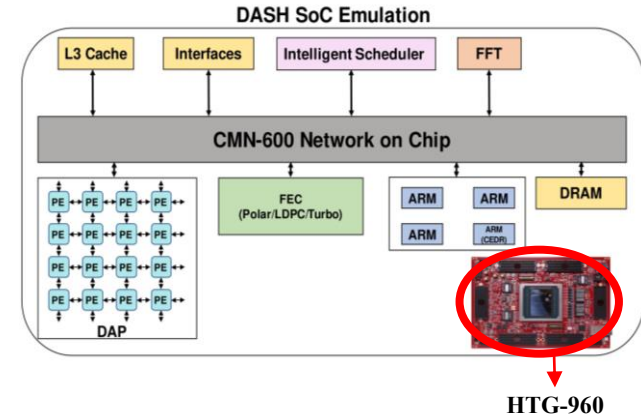 DASH SoC Emulation
L3 Cache
Interfaces
Intelligent Scheduler
FFT
CMN-600 Network on Chip
PE PE PE PE
PE PE PE PE
PE PE PE PE
PE PE PE PE
DAP
FEC
(Polar/LDPC/Turbo)
ARM ARM
ARM ARM
(CEDR)
DRAM
HTG-960